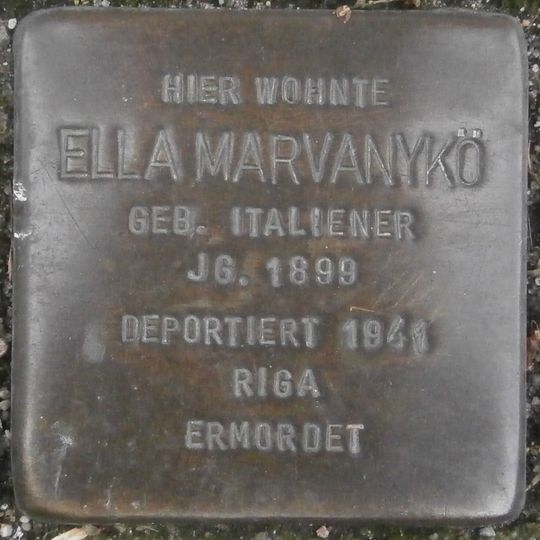 HIER WOHNTE
ELLA MARVANYKÖ
GEB. ITALIENER
JG. 1899
DEPORTIERT 1941
RIGA
ERMORDET